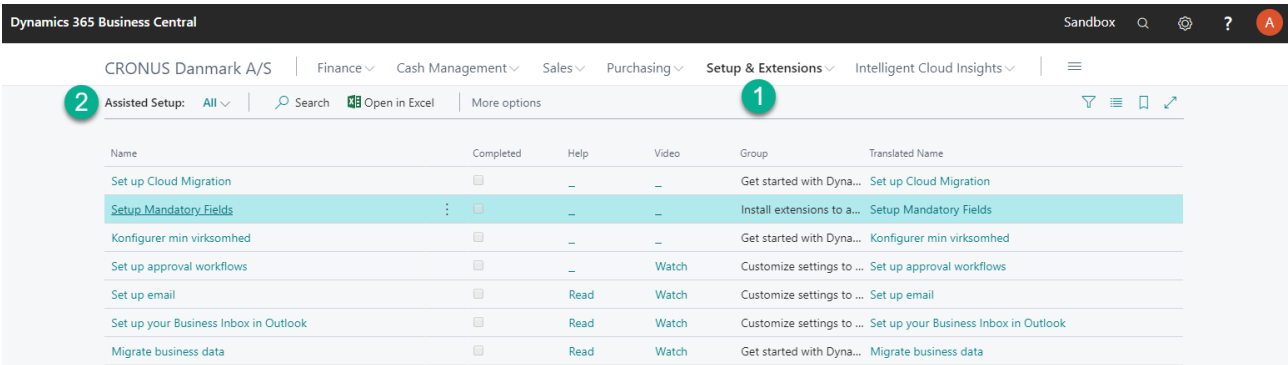 Dynamics 365 Business Central Sandbox ? A
CRONUS Danmark A/S Finance Cash Management Sales Purchasing Setup & Extensions Intelligent Cloud Insights
2 Assisted Setup: All Search Open in Excel More options 1
Name Completed Help Video Group Translated Name
Set up Cloud Migration _ _ Get started with Dyna... Set up Cloud Migration
Setup Mandatory Fields _ _ Install extensions to a... Setup Mandatory Fields
Konfigurer min virksomhed _ _ Get started with Dyna... Konfigurer min virksomhed
Set up approval workflows _ Watch Customize settings to ... Set up approval workflows
Set up email Read Watch Customize settings to ... Set up email
Set up your Business Inbox in Outlook Read Watch Customize settings to ... Set up your Business Inbox in Outlook
Migrate business data Read Watch Get started with Dyna... Migrate business data